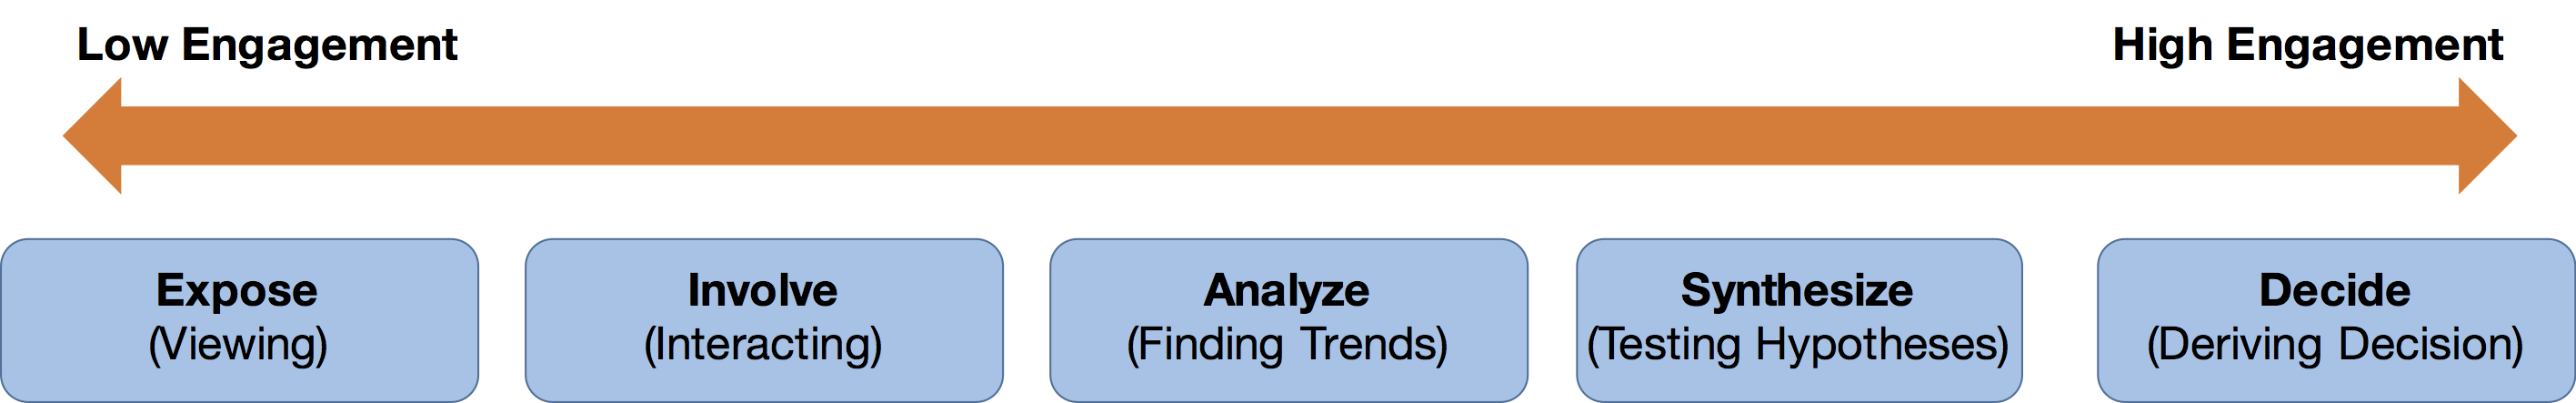 Low Engagement
High Engagement
Expose
(Viewing)
Involve
(Interacting)
Analyze
(Finding Trends)
Synthesize
(Testing Hypotheses)
Decide
(Deriving Decision)